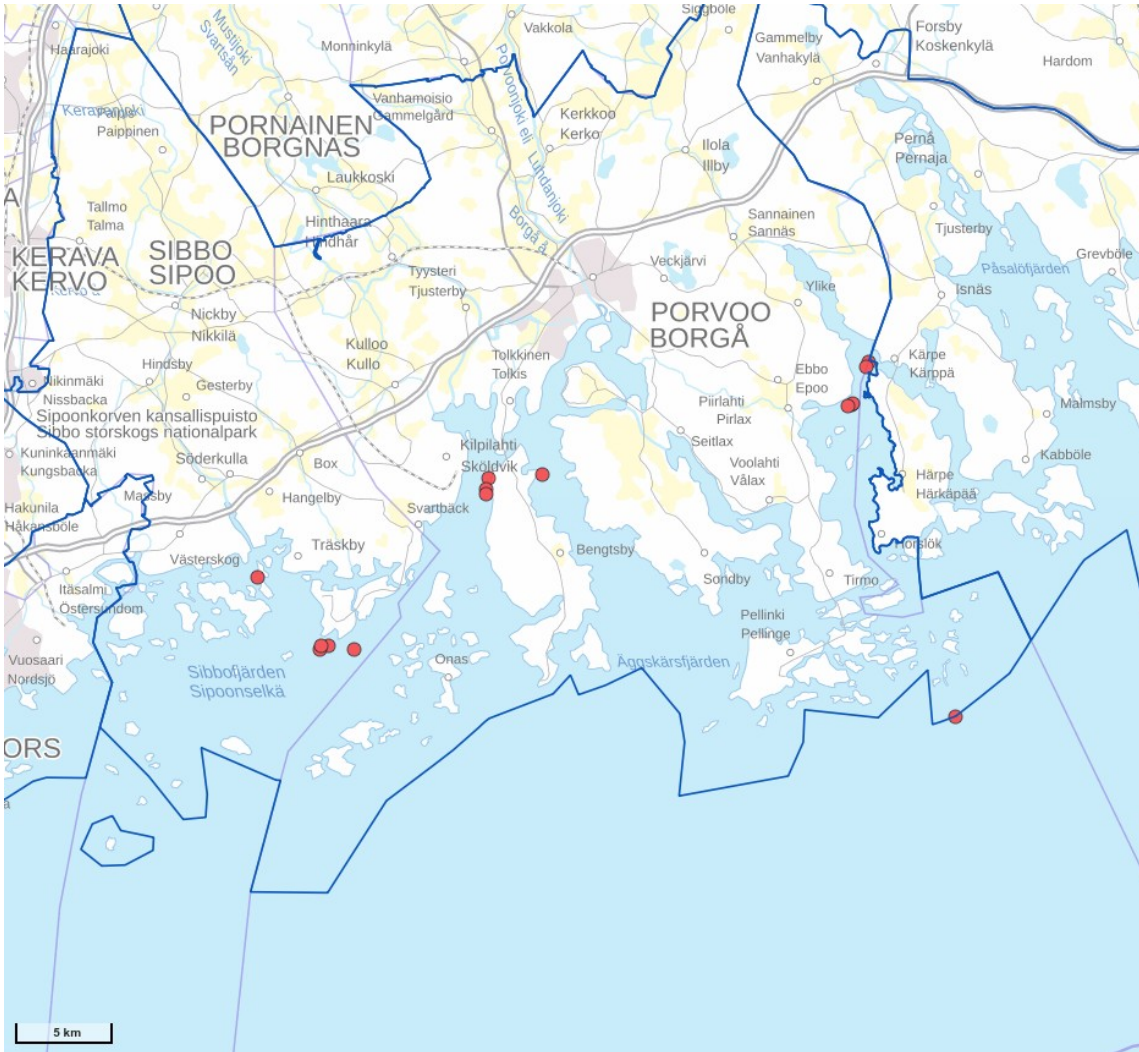 Haarajoki
Mustijoki
Svartsån
Monninkylä
Vakkola
Siggböle
Gammelby
Vanhakylä
Forsby
Koskenkylä
Hardom
Porvoonjoki eli Luhdanjoki
Borgå å
Keravanjoki
Paippinen
PORNAINEN
BORGNÄS
Vanhamoisio
Gammelgård
Kerkkoo
Kerko
Ilola
Illby
Pernå
Pernaja
Laukkoski
Tallmo
Talma
Hinthaara
Hindhår
Sannainen
Sannäs
Tjusterby
KERAVA
KERVO
SIBBO
SIPOO
Kervo å
Tyysteri
Tjusterby
Veckjärvi
Ylike
Påsalöfjärden
Grevböle
Isnäs
Nickby
Nikkilä
PORVOO
BORGÅ
Kulloo
Kullo
Tolkkinen
Tolkis
Hindsby
Gesterby
Nikinmäki
Nissbacka
Kärpe
Kärppä
Ebbo
Epoo
Sipoonkorven kansallispuisto
Sibbo storskogs nationalpark
Piirlahti
Pirlax
Malmsby
Kuninkaanmäki
Kungsbacka
Söderkulla
Box
Kilpilahti
Sköldvik
Seitlax
Voolahti
Vålax
Kabböle
Härpe
Härkäpää
Massby
Hangelby
Svartbäck
Hakunila
Håkansböle
Västerskog
Träskby
Bengtsby
Sondby
Tirmo
Horslök
Itäsalmi
Östersundom
Pellinki
Pellinge
Vuosaari
Nordsjö
Sibbofjärden
Sipoonselkä
Onas
Äggskärsfjärden
ORS
5 km